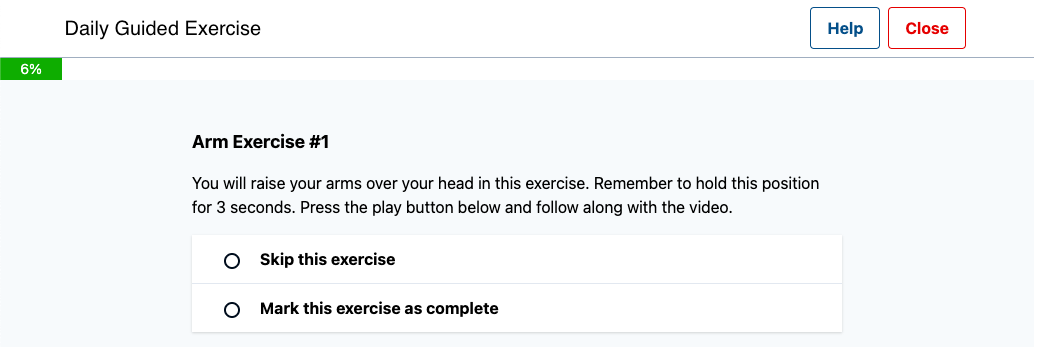 Daily Guided Exercise
Help
Close
6%
Arm Exercise #1
You will raise your arms over your head in this exercise. Remember to hold this position
for 3 seconds. Press the play button below and follow along with the video.
Skip this exercise
Mark this exercise as complete